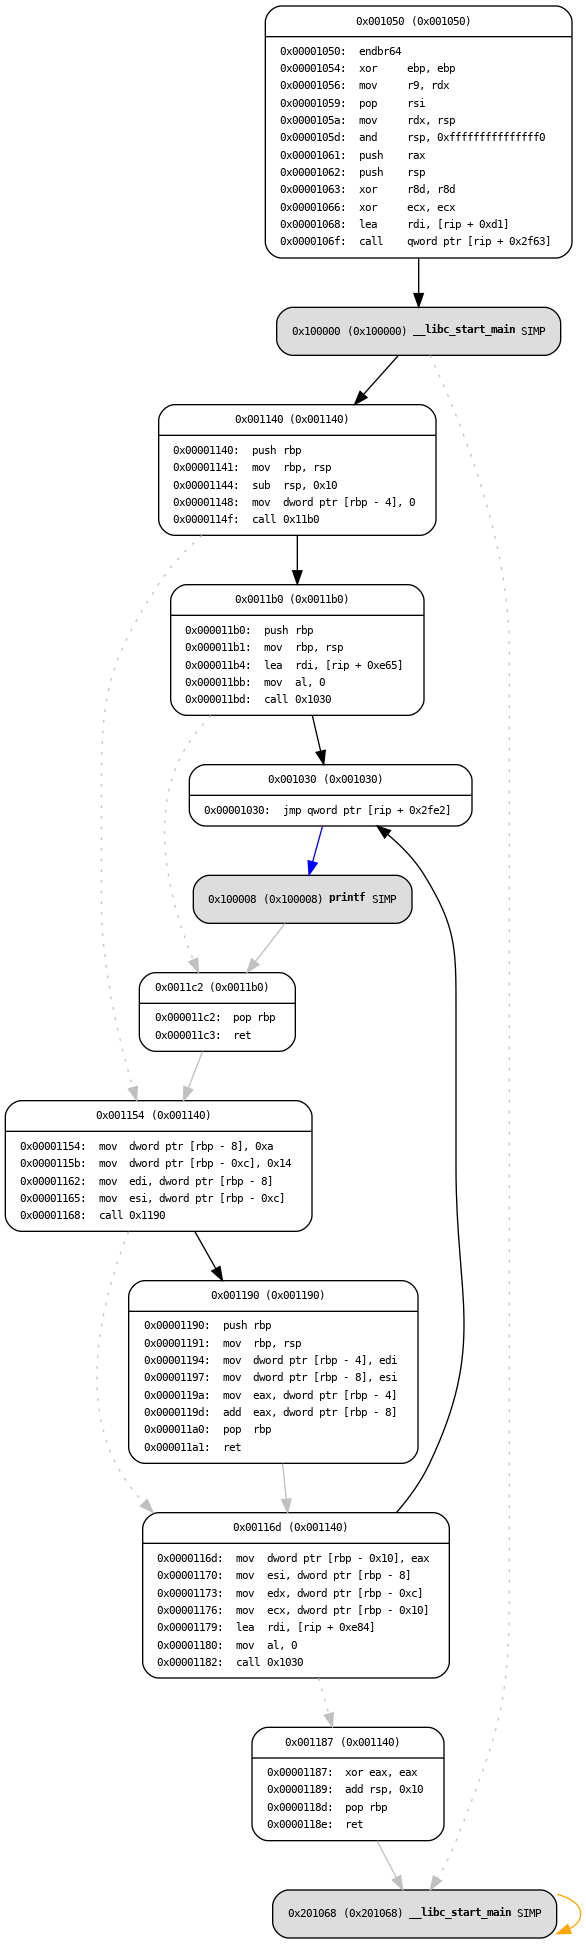 0x001050 (0x001050)
0x00001050:  endbr64
0x00001054:  xor     ebp, ebp
0x00001056:  mov     r9, rdx
0x00001059:  pop     rsi
0x0000105a:  mov     rdx, rsp
0x0000105d:  and     rsp, 0xfffffffffffffff0
0x00001061:  push    rax
0x00001062:  push    rsp
0x00001063:  xor     r8d, r8d
0x00001066:  xor     ecx, ecx
0x00001068:  lea     rdi, [rip + 0xd1]
0x0000106f:  call    qword ptr [rip + 0x2f63]
0x100000 (0x100000) __libc_start_main SIMP
0x001140 (0x001140)
0x00001140:  push rbp
0x00001141:  mov  rbp, rsp
0x00001144:  sub  rsp, 0x10
0x00001148:  mov  dword ptr [rbp - 4], 0
0x0000114f:  call 0x11b0
0x0011b0 (0x0011b0)
0x000011b0:  push rbp
0x000011b1:  mov  rbp, rsp
0x000011b4:  lea  rdi, [rip + 0xe65]
0x000011bb:  mov  al, 0
0x000011bd:  call 0x1030
0x001030 (0x001030)
0x00001030:  jmp qword ptr [rip + 0x2fe2]
0x100008 (0x100008) printf SIMP
0x0011c2 (0x0011b0)
0x000011c2:  pop rbp
0x000011c3:  ret
0x001154 (0x001140)
0x00001154:  mov  dword ptr [rbp - 8], 0xa
0x0000115b:  mov  dword ptr [rbp - 0xc], 0x14
0x00001162:  mov  edi, dword ptr [rbp - 8]
0x00001165:  mov  esi, dword ptr [rbp - 0xc]
0x00001168:  call 0x1190
0x001190 (0x001190)
0x00001190:  push rbp
0x00001191:  mov  rbp, rsp
0x00001194:  mov  dword ptr [rbp - 4], edi
0x00001197:  mov  dword ptr [rbp - 8], esi
0x0000119a:  mov  eax, dword ptr [rbp - 4]
0x0000119d:  add  eax, dword ptr [rbp - 8]
0x000011a0:  pop  rbp
0x000011a1:  ret
0x00116d (0x001140)
0x0000116d:  mov  dword ptr [rbp - 0x10], eax
0x00001170:  mov  esi, dword ptr [rbp - 8]
0x00001173:  mov  edx, dword ptr [rbp - 0xc]
0x00001176:  mov  ecx, dword ptr [rbp - 0x10]
0x00001179:  lea  rdi, [rip + 0xe84]
0x00001180:  mov  al, 0
0x00001182:  call 0x1030
0x001187 (0x001140)
0x00001187:  xor eax, eax
0x00001189:  add rsp, 0x10
0x0000118d:  pop rbp
0x0000118e:  ret
0x201068 (0x201068) __libc_start_main SIMP